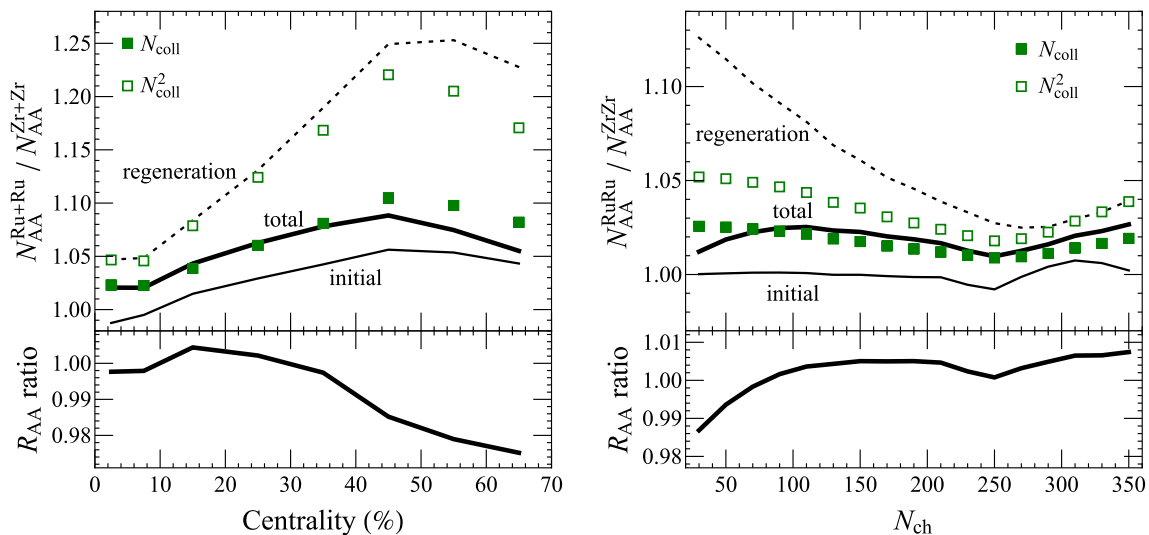 N_AA^Ru+Ru / N_AA^Zr+Zr
1.25
1.20
1.15
1.10
1.05
1.00
N_coll
N_coll^2
regeneration
total
initial
R_AA ratio
1.00
0.99
0.98
0 10 20 30 40 50 60 70
Centrality (%)
N_AA^RuRu / N_AA^ZrZr
1.10
1.05
1.00
N_coll
N_coll^2
regeneration
total
initial
R_AA ratio
1.01
1.00
0.99
0.98
50 100 150 200 250 300 350
N_ch